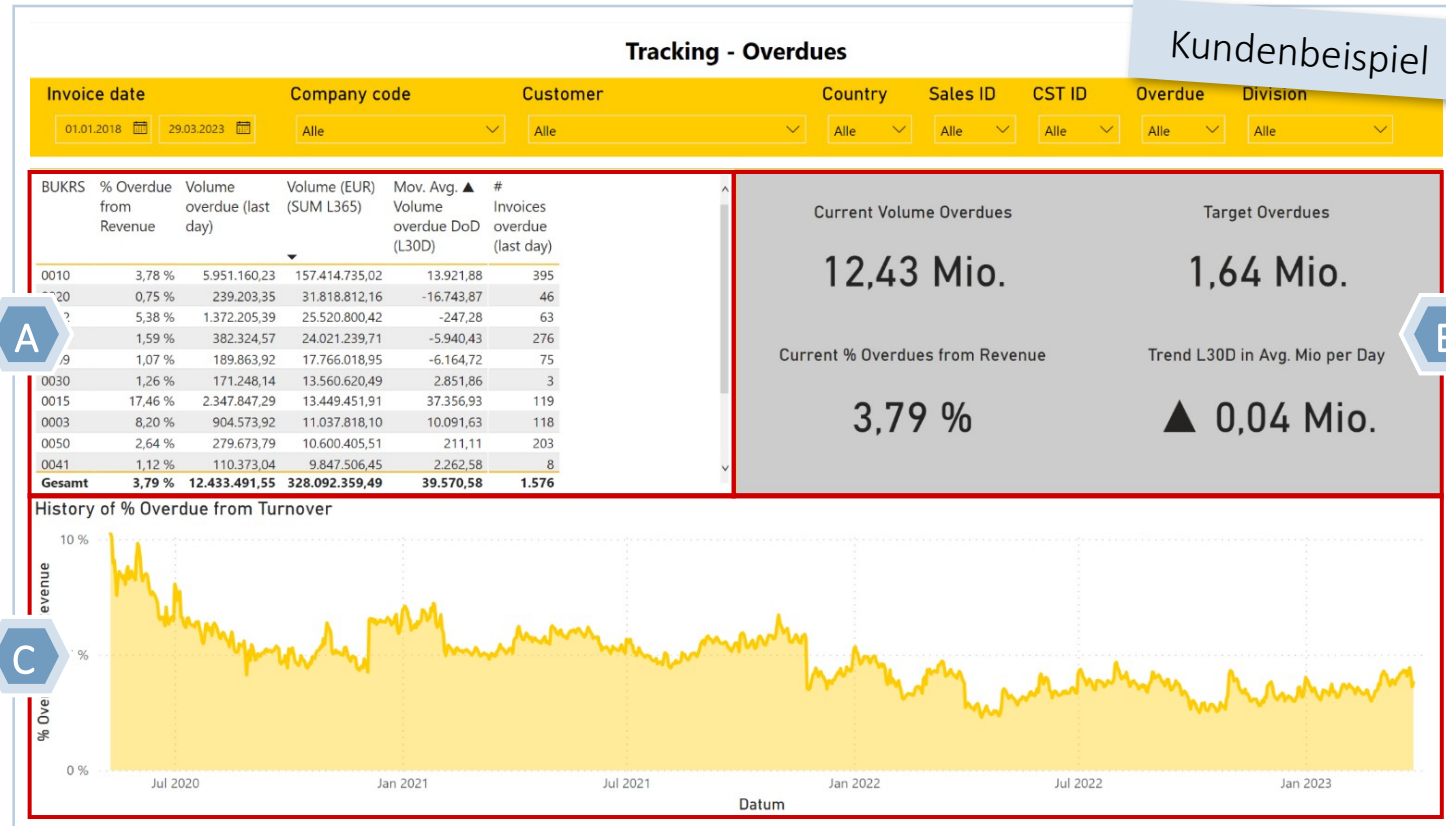 Kundenbeispiel
Tracking - Overdues
Invoice date Company code Customer Country Sales ID CST ID Overdue Division
01.01.2018 29.03.2023 Alle Alle Alle Alle Alle Alle Alle
BUKRS % Overdue Volume Volume (EUR) Mov. Avg. ▲ #
from overdue (last (SUM L365) Volume Invoices
Revenue day) overdue DoD overdue
(L30D) (last day)
0010 3,78 % 5.951.160,23 157.414.735,02 13.921,88 395
0,75 % 239.203,35 31.818.812,16 -16.743,87 46
5,38 % 1.372.205,39 25.520.800,42 -247,28 63
1,59 % 382.324,57 24.021.239,71 -5.940,43 276
1,07 % 189.863,92 17.766.018,95 -6.164,72 75
0030 1,26 % 171.248,14 13.560.620,49 2.851,86 3
0015 17,46 % 2.347.847,29 13.449.451,91 37.356,93 119
0003 8,20 % 904.573,92 11.037.818,10 10.091,63 118
0050 2,64 % 279.673,79 10.600.405,51 211,11 203
0041 1,12 % 110.373,04 9.847.506,45 2.262,58 8
Gesamt 3,79 % 12.433.491,55 328.092.359,49 39.570,58 1.576
A
Current Volume Overdues Target Overdues
12,43 Mio. 1,64 Mio.
Current % Overdues from Revenue Trend L30D in Avg. Mio per Day
3,79 % ▲ 0,04 Mio.
History of % Overdue from Turnover
10 %
%
0 %
C
Jul 2020 Jan 2021 Jul 2021 Jan 2022 Jul 2022 Jan 2023
Datum